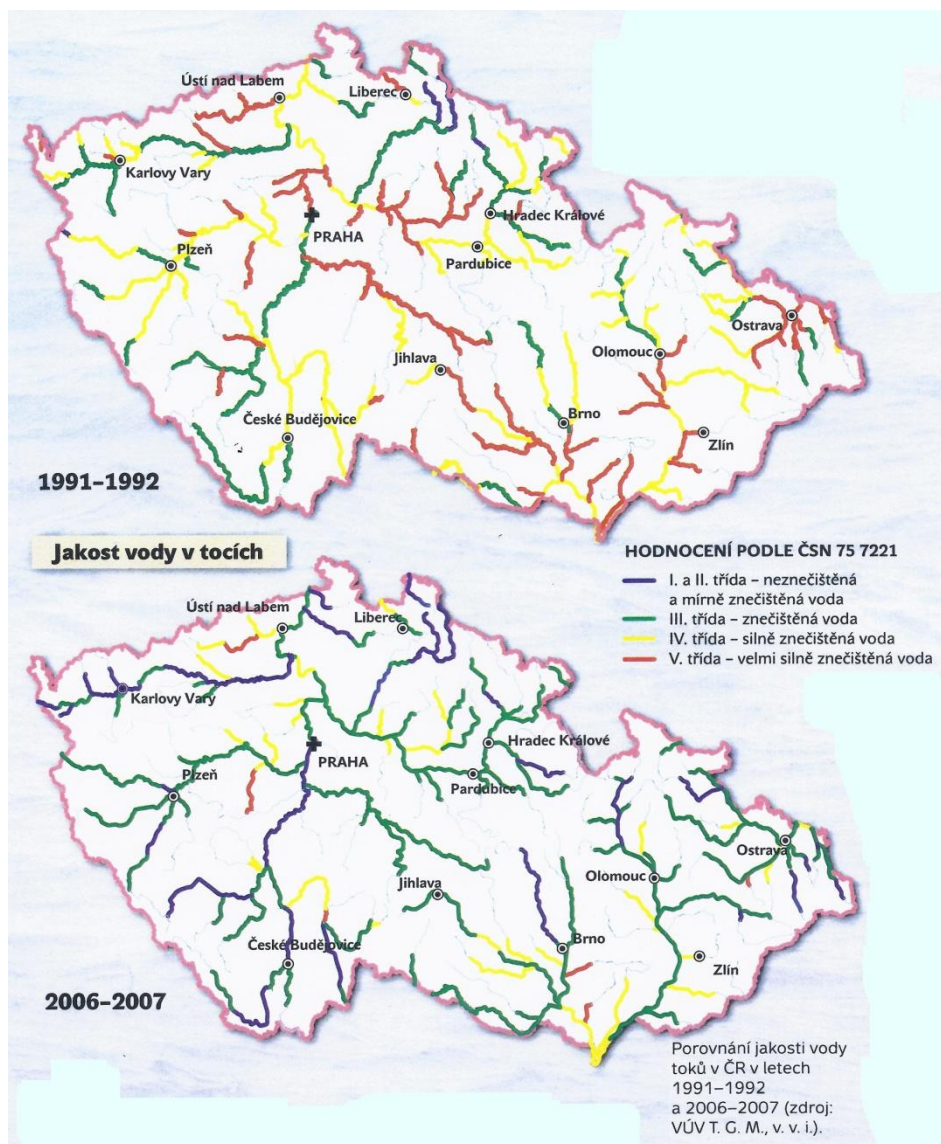 Ústí nad Labem
Liberec
Karlovy Vary
Hradec Králové
PRAHA
Plzeň
Pardubice
Ostrava
Olomouc
Jihlava
Brno
České Budějovice
Zlín
1991–1992
Jakost vody v tocích
HODNOCENÍ PODLE ČSN 75 7221
I. a II. třída – neznečištěná
a mírně znečištěná voda
III. třída – znečištěná voda
IV. třída – silně znečištěná voda
V. třída – velmi silně znečištěná voda
Ústí nad Labem
Liberec
Karlovy Vary
Hradec Králové
PRAHA
Plzeň
Pardubice
Ostrava
Olomouc
Jihlava
České Budějovice
Brno
Zlín
2006–2007
Porovnání jakosti vody
toků v ČR v letech
1991–1992
a 2006–2007 (zdroj:
VÚV T. G. M., v. v. i.).